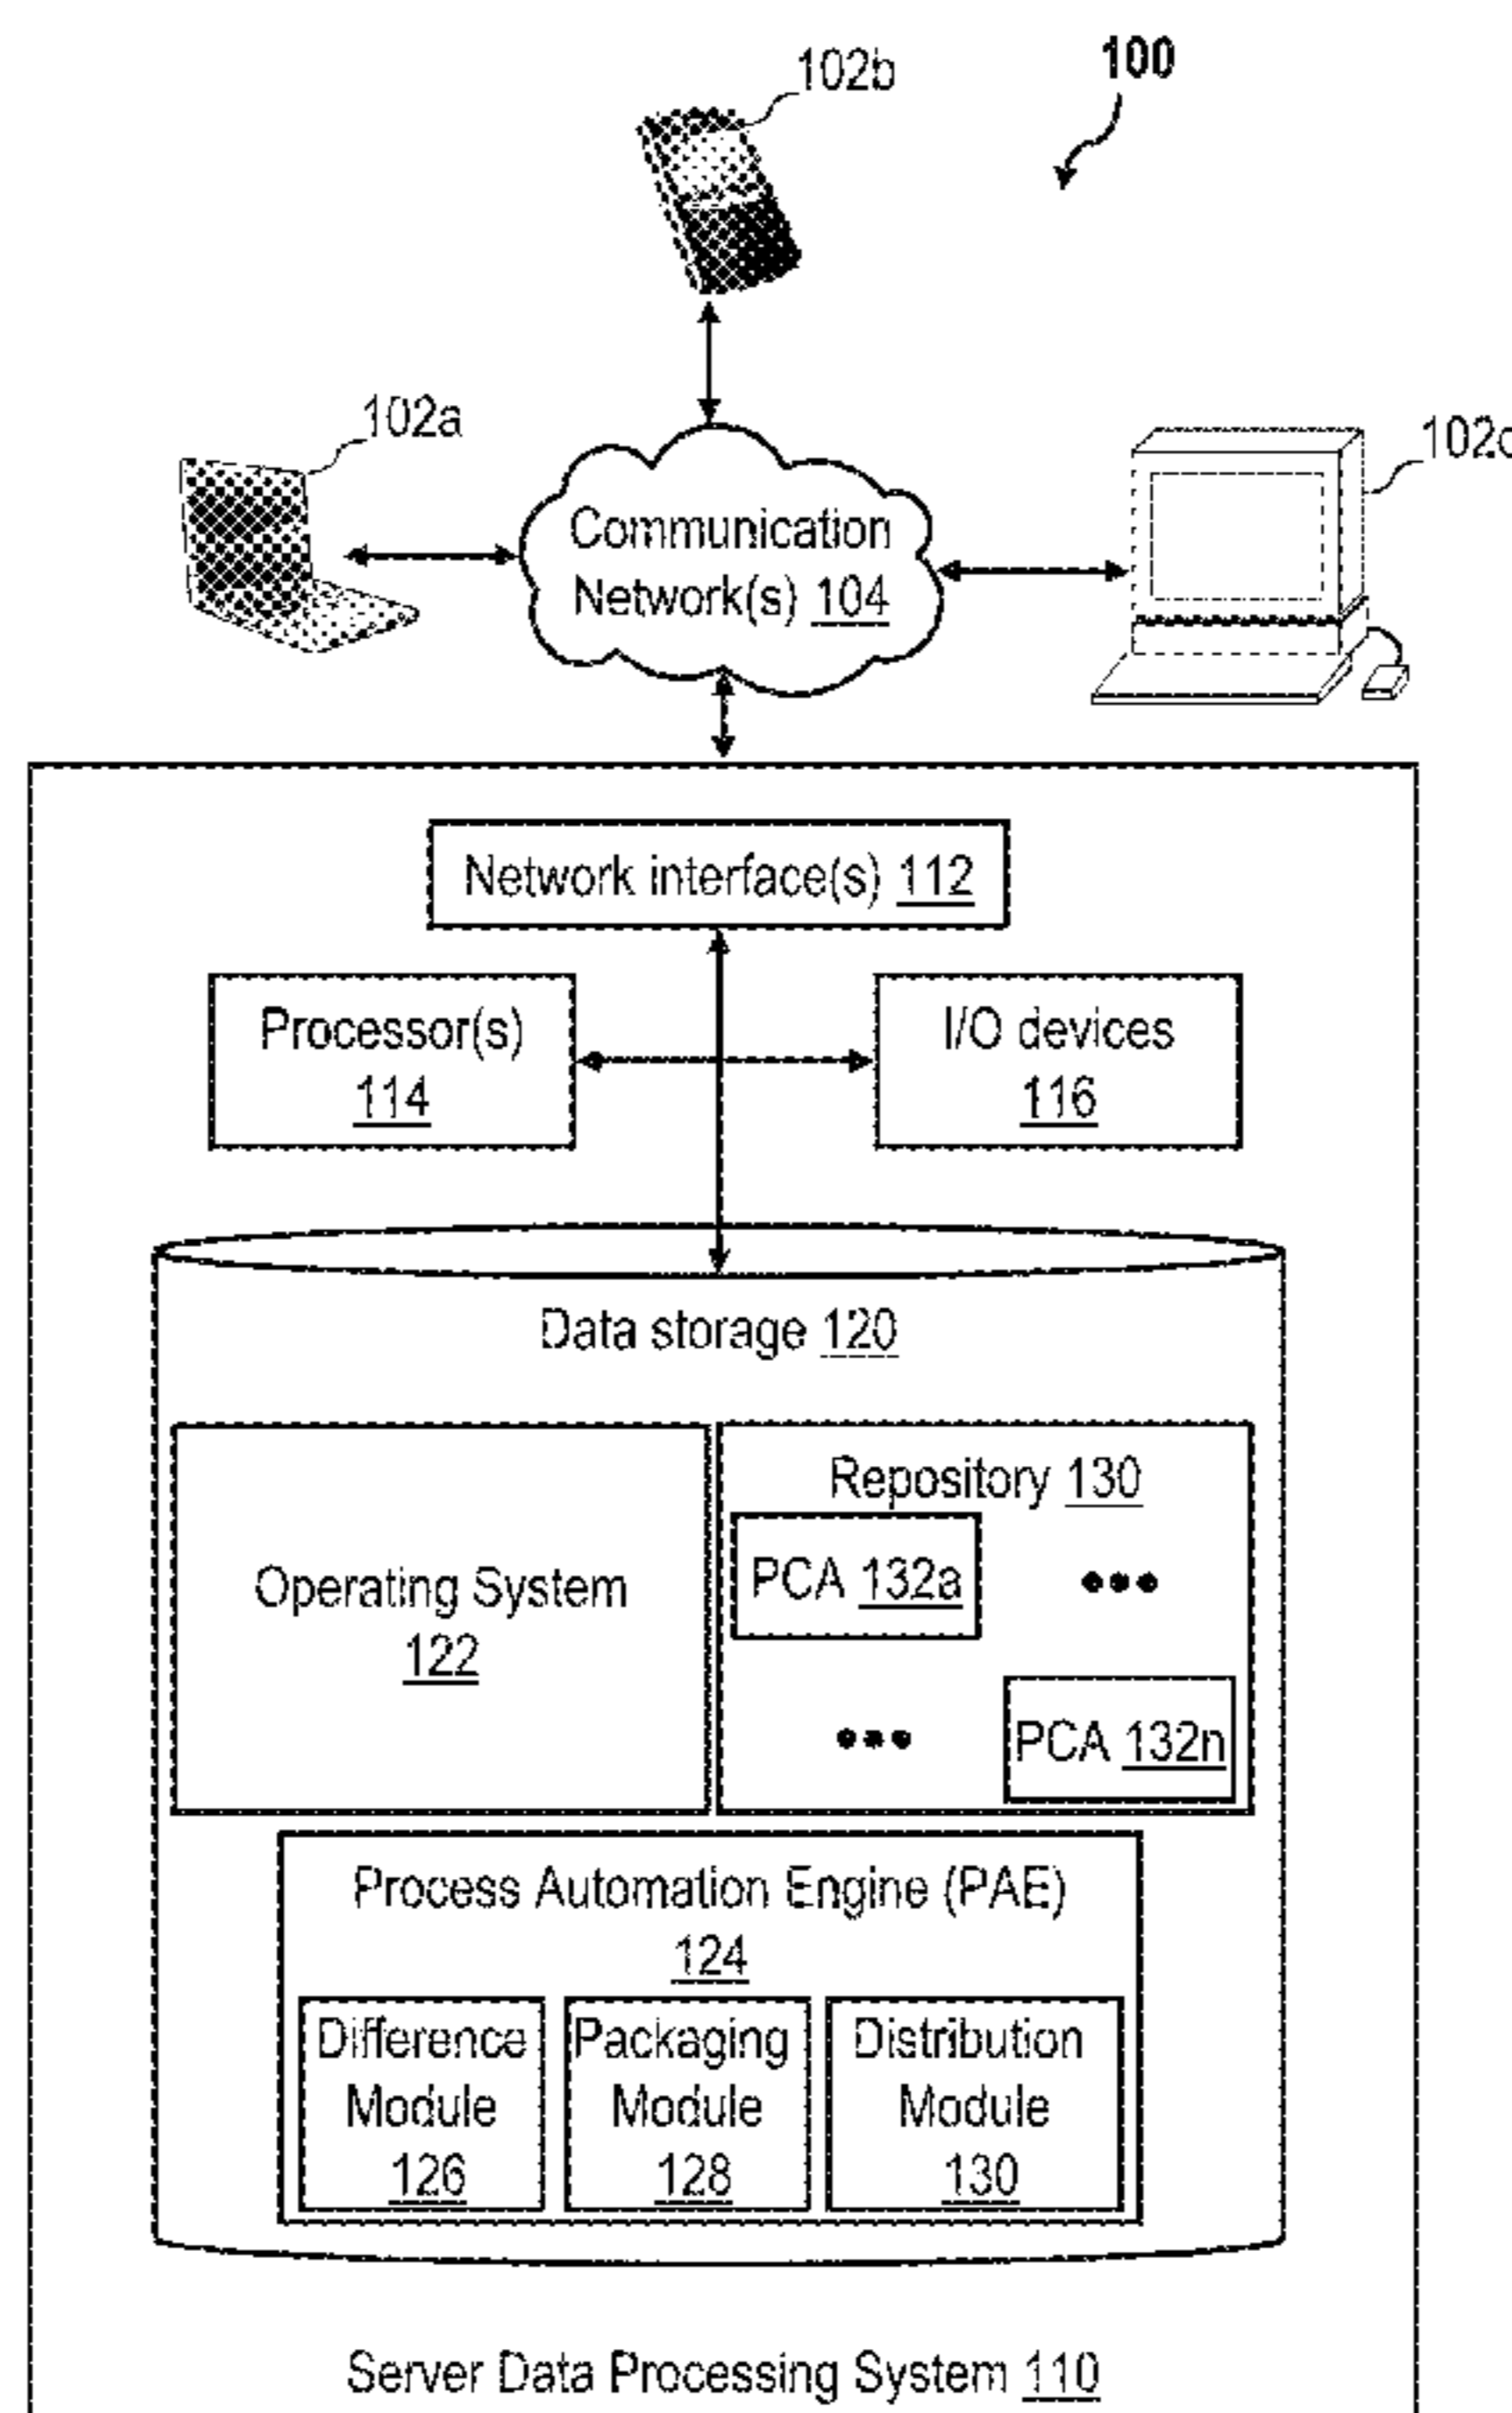 100
102b
102a
102c
Communication
Network(s) 104
Network interface(s) 112
Processor(s)
114
I/O devices
116
Data storage 120
Operating System
122
Repository 130
PCA 132a
•••
•••
PCA 132n
Process Automation Engine (PAE)
124
Difference
Module
126
Packaging
Module
128
Distribution
Module
130
Server Data Processing System 110